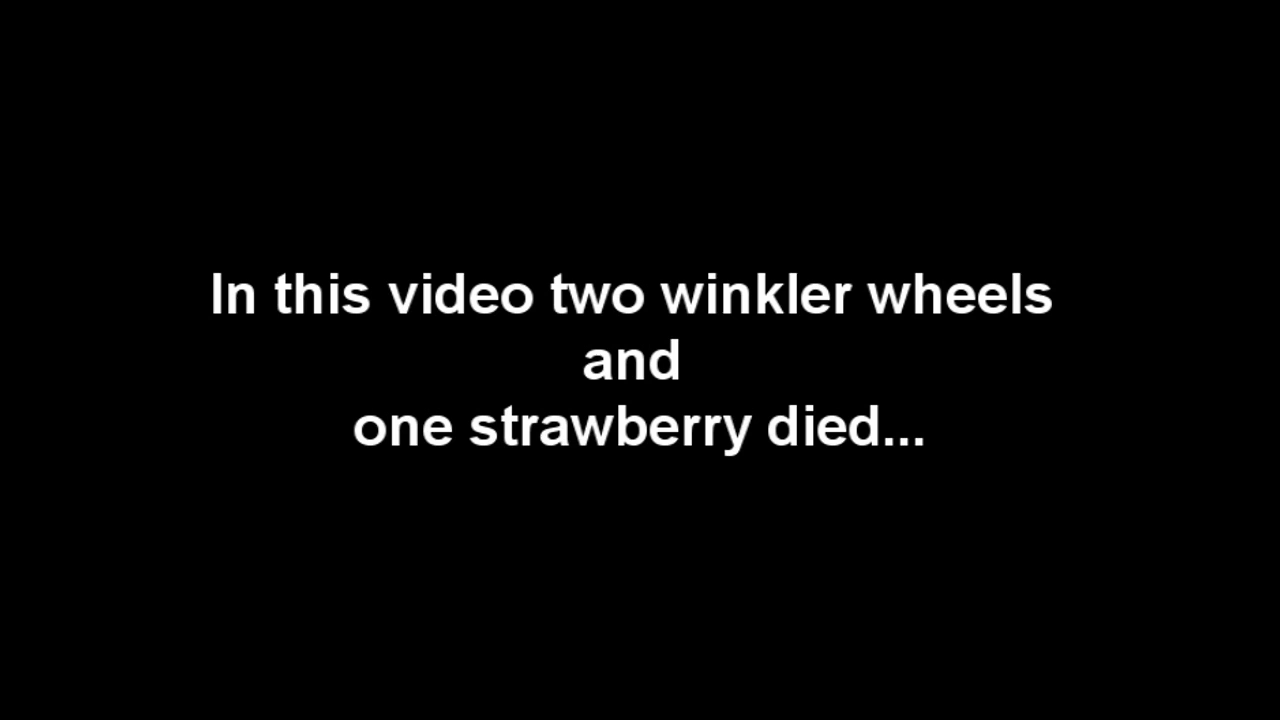 In this video two winkler wheels
and
one strawberry died...